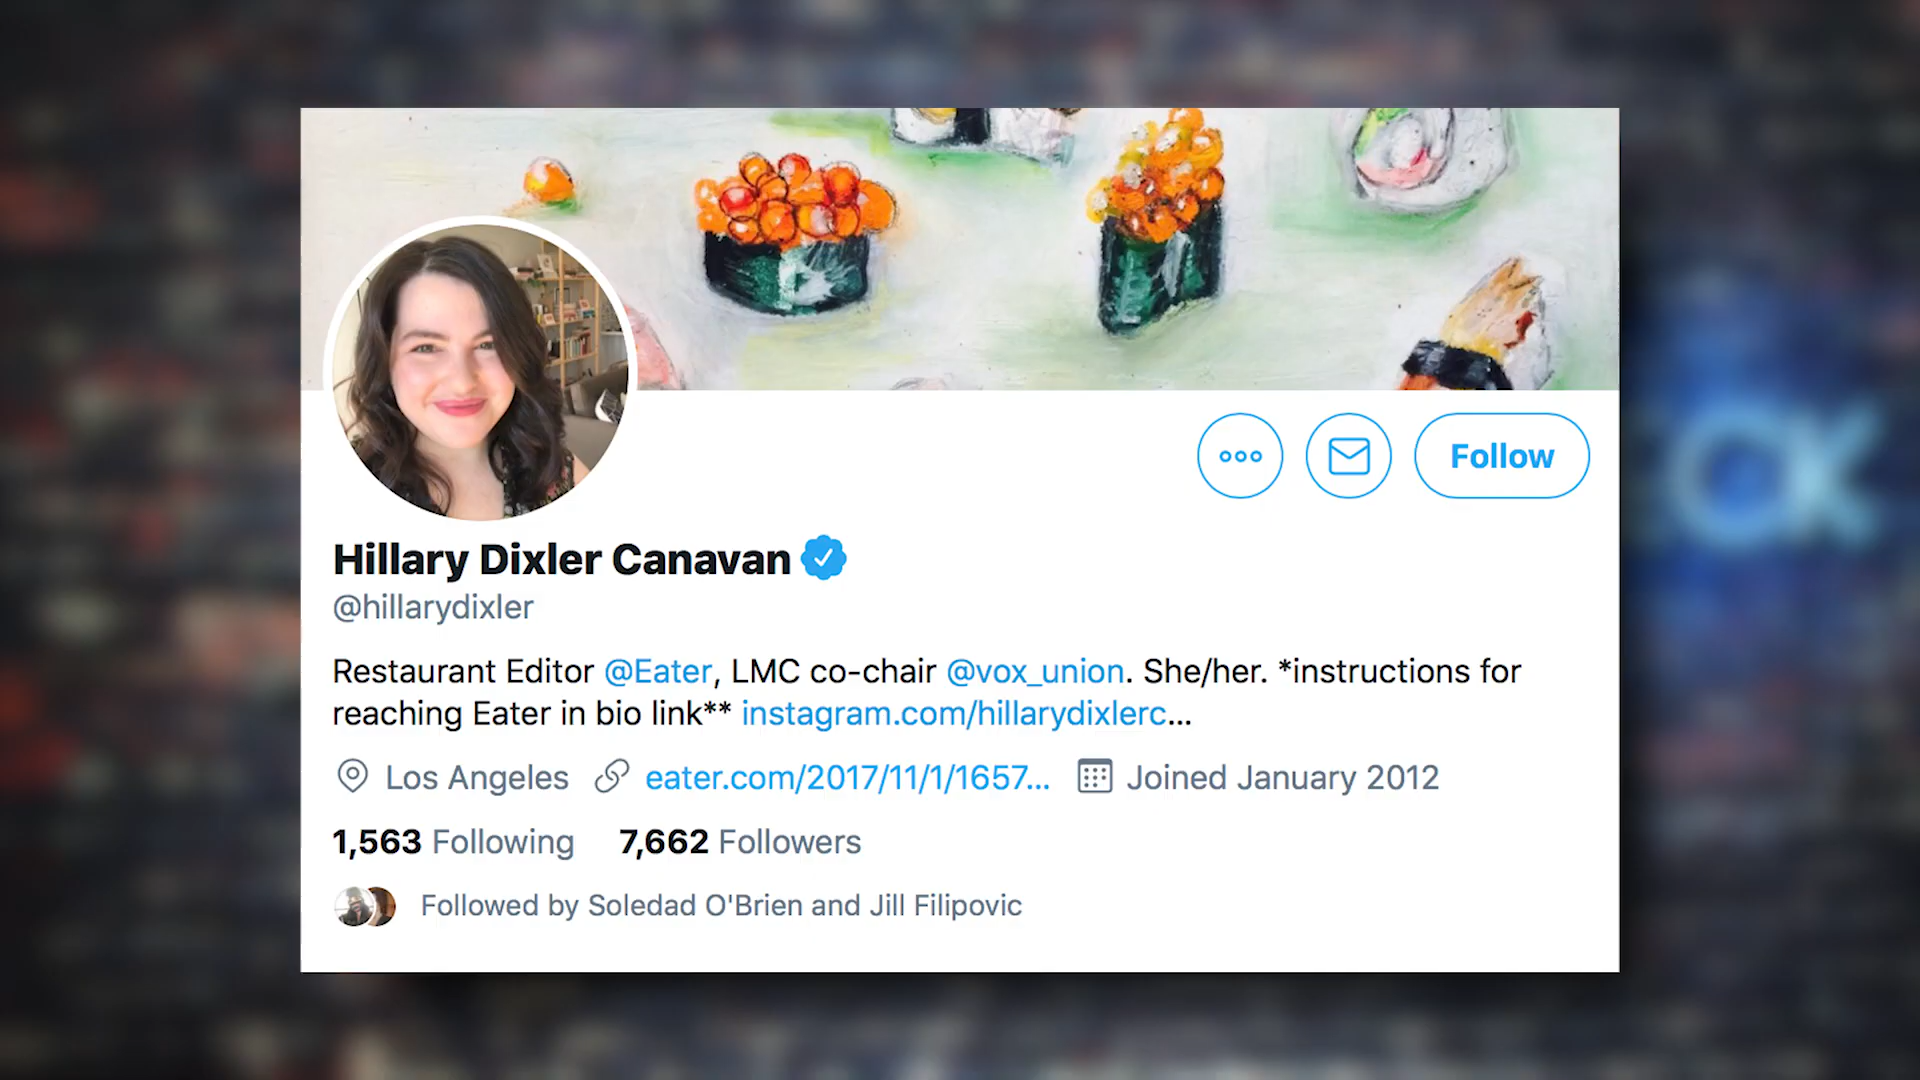 Follow
Hillary Dixler Canavan
@hillarydixler
Restaurant Editor @Eater, LMC co-chair @vox_union. She/her. *instructions for
reaching Eater in bio link** instagram.com/hillarydixlerc...
Los Angeles eater.com/2017/11/1/1657... Joined January 2012
1,563 Following 7,662 Followers
Followed by Soledad O'Brien and Jill Filipovic